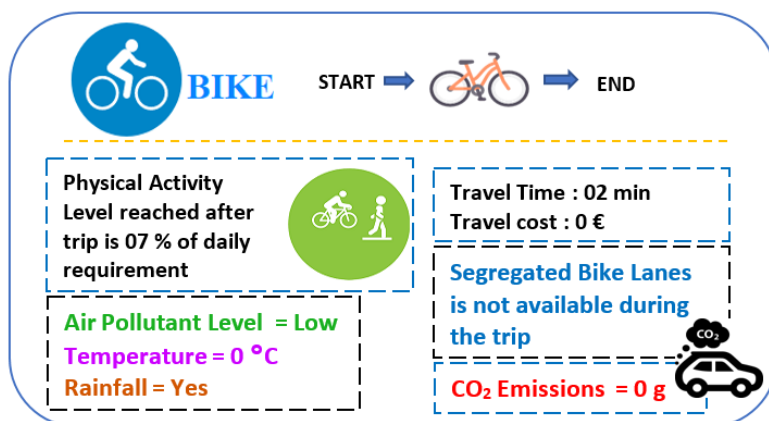 BIKE
START
END
Physical Activity
Level reached after
trip is 07 % of daily
requirement
Travel Time : 02 min
Travel cost : 0 €
Segregated Bike Lanes
is not available during
the trip
Air Pollutant Level = Low
Temperature = 0 °C
Rainfall = Yes
CO₂
CO₂ Emissions = 0 g